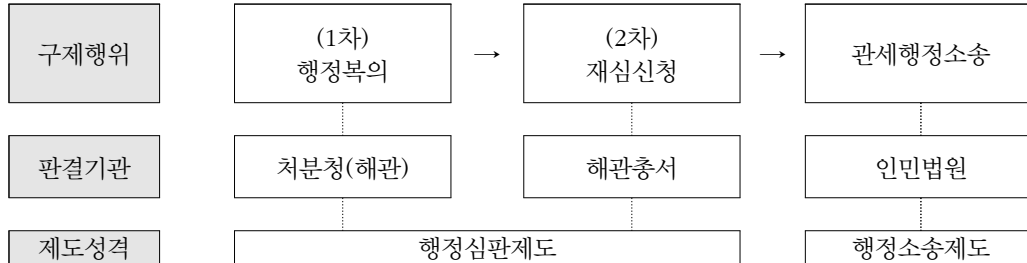 구제행위
(1차)
행정복의
→
(2차)
재심신청
→
관세행정소송
판결기관
처분청(해관)
해관총서
인민법원
제도성격
행정심판제도
행정소송제도